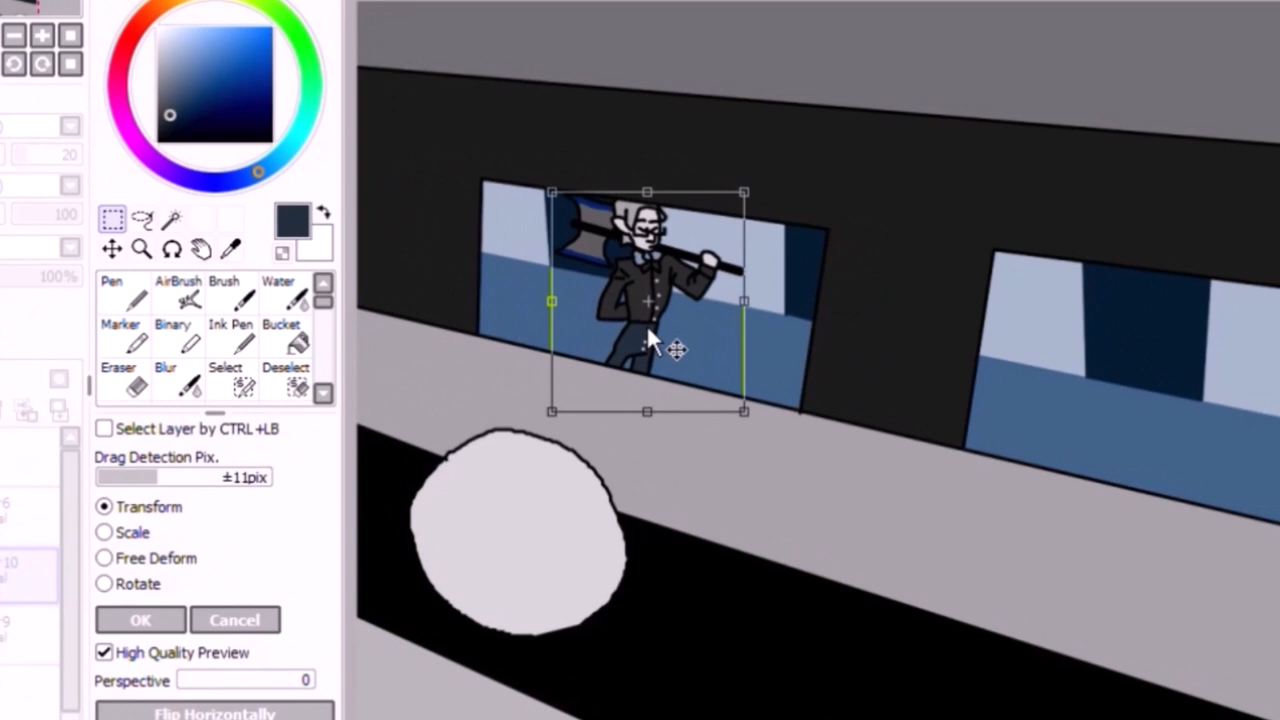 20
100
100%
Pen AirBrush Brush Water
Marker Binary Ink Pen Bucket
Eraser Blur Select Deselect
Select Layer by CTRL+LB
Drag Detection Pix.
±11pix
Transform
Scale
Free Deform
Rotate
OK Cancel
High Quality Preview
Perspective 0
Flip Horizontally